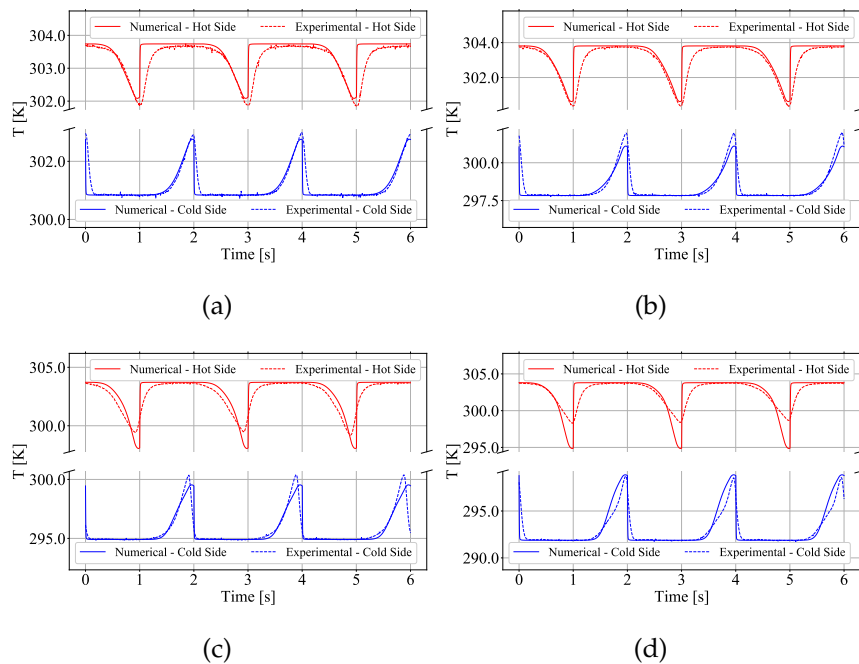 Numerical - Hot Side Experimental - Hot Side
304.0
303.0
302.0
T [K]
302.0
300.0
Numerical - Cold Side Experimental - Cold Side
0 1 2 3 4 5 6
Time [s]
(a)
Numerical - Hot Side Experimental - Hot Side
304.0
302.0
T [K]
300.0
297.5
Numerical - Cold Side Experimental - Cold Side
0 1 2 3 4 5 6
Time [s]
(b)
Numerical - Hot Side Experimental - Hot Side
305.0
300.0
T [K]
300.0
295.0
Numerical - Cold Side Experimental - Cold Side
0 1 2 3 4 5 6
Time [s]
(c)
Numerical - Hot Side Experimental - Hot Side
305.0
300.0
295.0
T [K]
295.0
290.0
Numerical - Cold Side Experimental - Cold Side
0 1 2 3 4 5 6
Time [s]
(d)